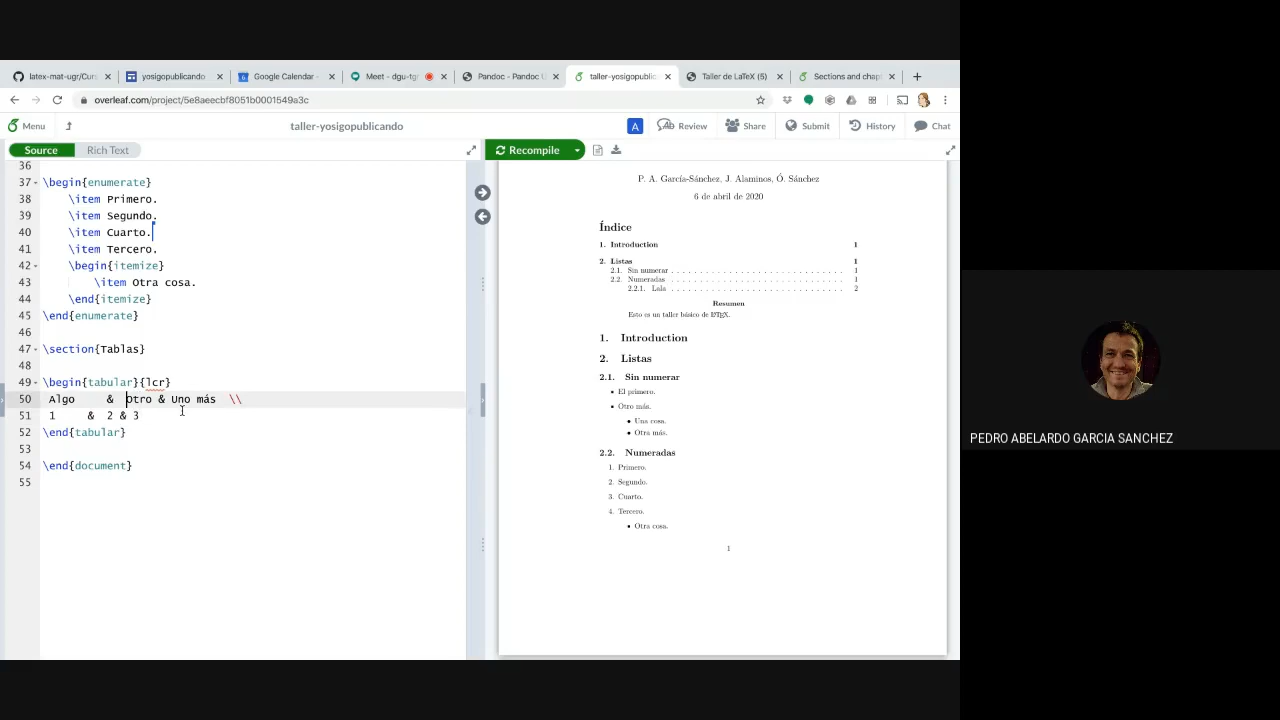 latex-mat-ugr/Cur
yosigopublicando
Google Calendar -
Meet - dgu-tg
Pandoc - Pandoc U
taller-yosigopublic
Taller de LaTeX (5)
Sections and chap
overleaf.com/project/5e8aeecbf8051b0001549a3c
Menu
taller-yosigopublicando
A
Review
Share
Submit
History
Chat
Source
Rich Text
Recompile
36
37 \begin{enumerate}
38 \item Primero.
39 \item Segundo.
40 \item Cuarto.
41 \item Tercero.
42 \begin{itemize}
43 \item Otra cosa.
44 \end{itemize}
45 \end{enumerate}
46
47 \section{Tablas}
48
49 \begin{tabular}{lcr}
50 Algo & Otro & Uno más \\
51 1 & 2 & 3
52 \end{tabular}
53
54 \end{document}
55
P. A. García-Sánchez, J. Alaminos, Ó. Sánchez
6 de abril de 2020
Índice
1. Introduction 1
2. Listas 1
2.1. Sin numerar . . . . . . . . . . . . . . . . . . . . . . . . . . . . 1
2.2. Numeradas . . . . . . . . . . . . . . . . . . . . . . . . . . . . 1
2.2.1. Lala . . . . . . . . . . . . . . . . . . . . . . . . . . . . 2
Resumen
Esto es un taller básico de LATEX.
1. Introduction
2. Listas
2.1. Sin numerar
• El primero.
• Otro más.
• Una cosa.
• Otra más.
2.2. Numeradas
1. Primero.
2. Segundo.
3. Cuarto.
4. Tercero.
• Otra cosa.
1
PEDRO ABELARDO GARCIA SANCHEZ